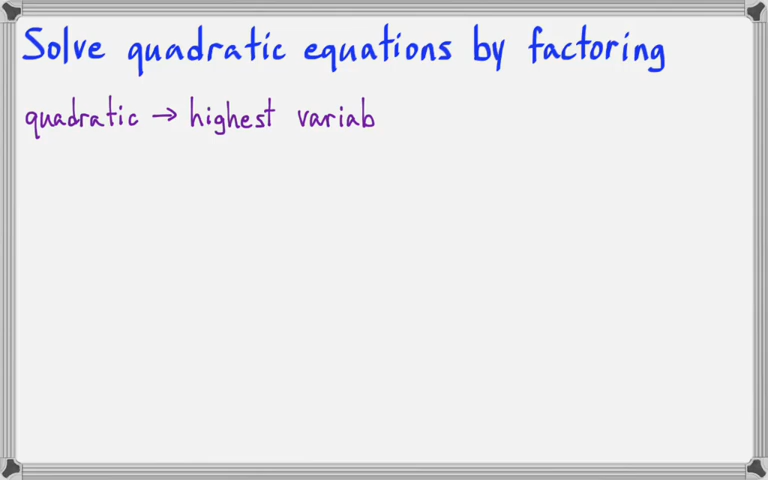 Solve quadratic equations by factoring
quadratic → highest variab